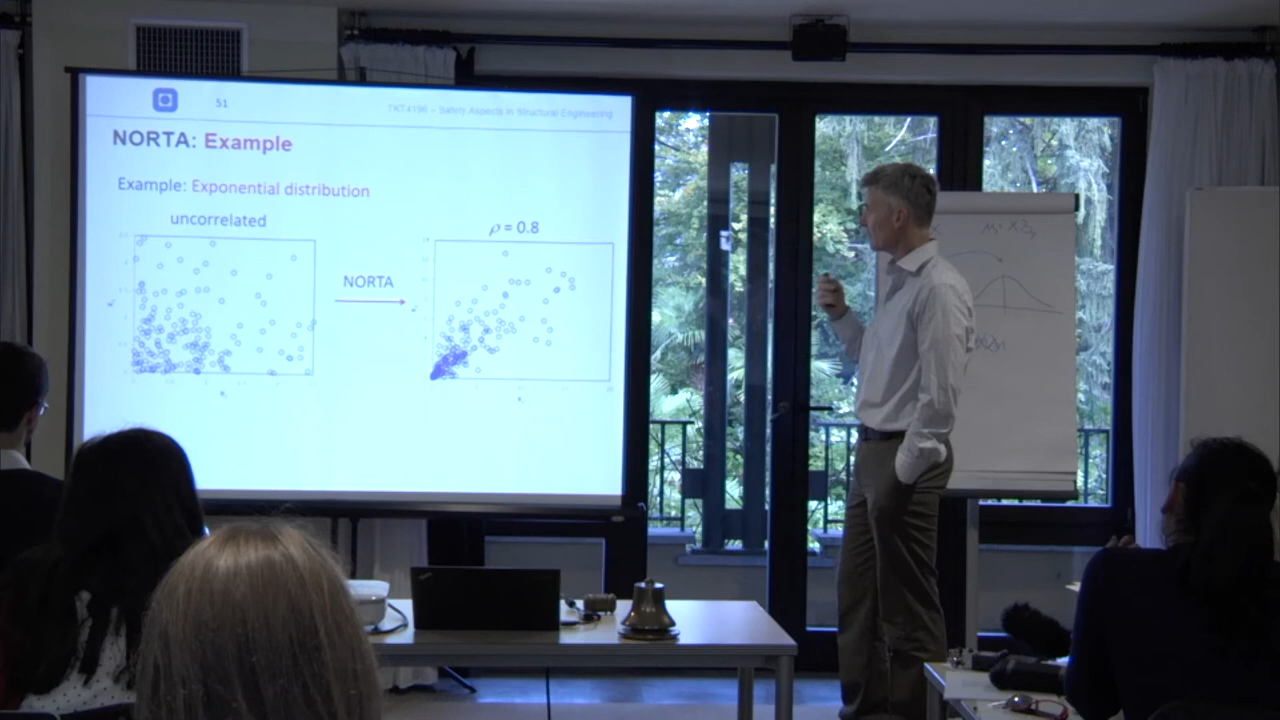 51
TKT4196 – Safety Aspects in Structural Engineering
NORTA: Example
Example: Exponential distribution
uncorrelated
ρ = 0.8
NORTA